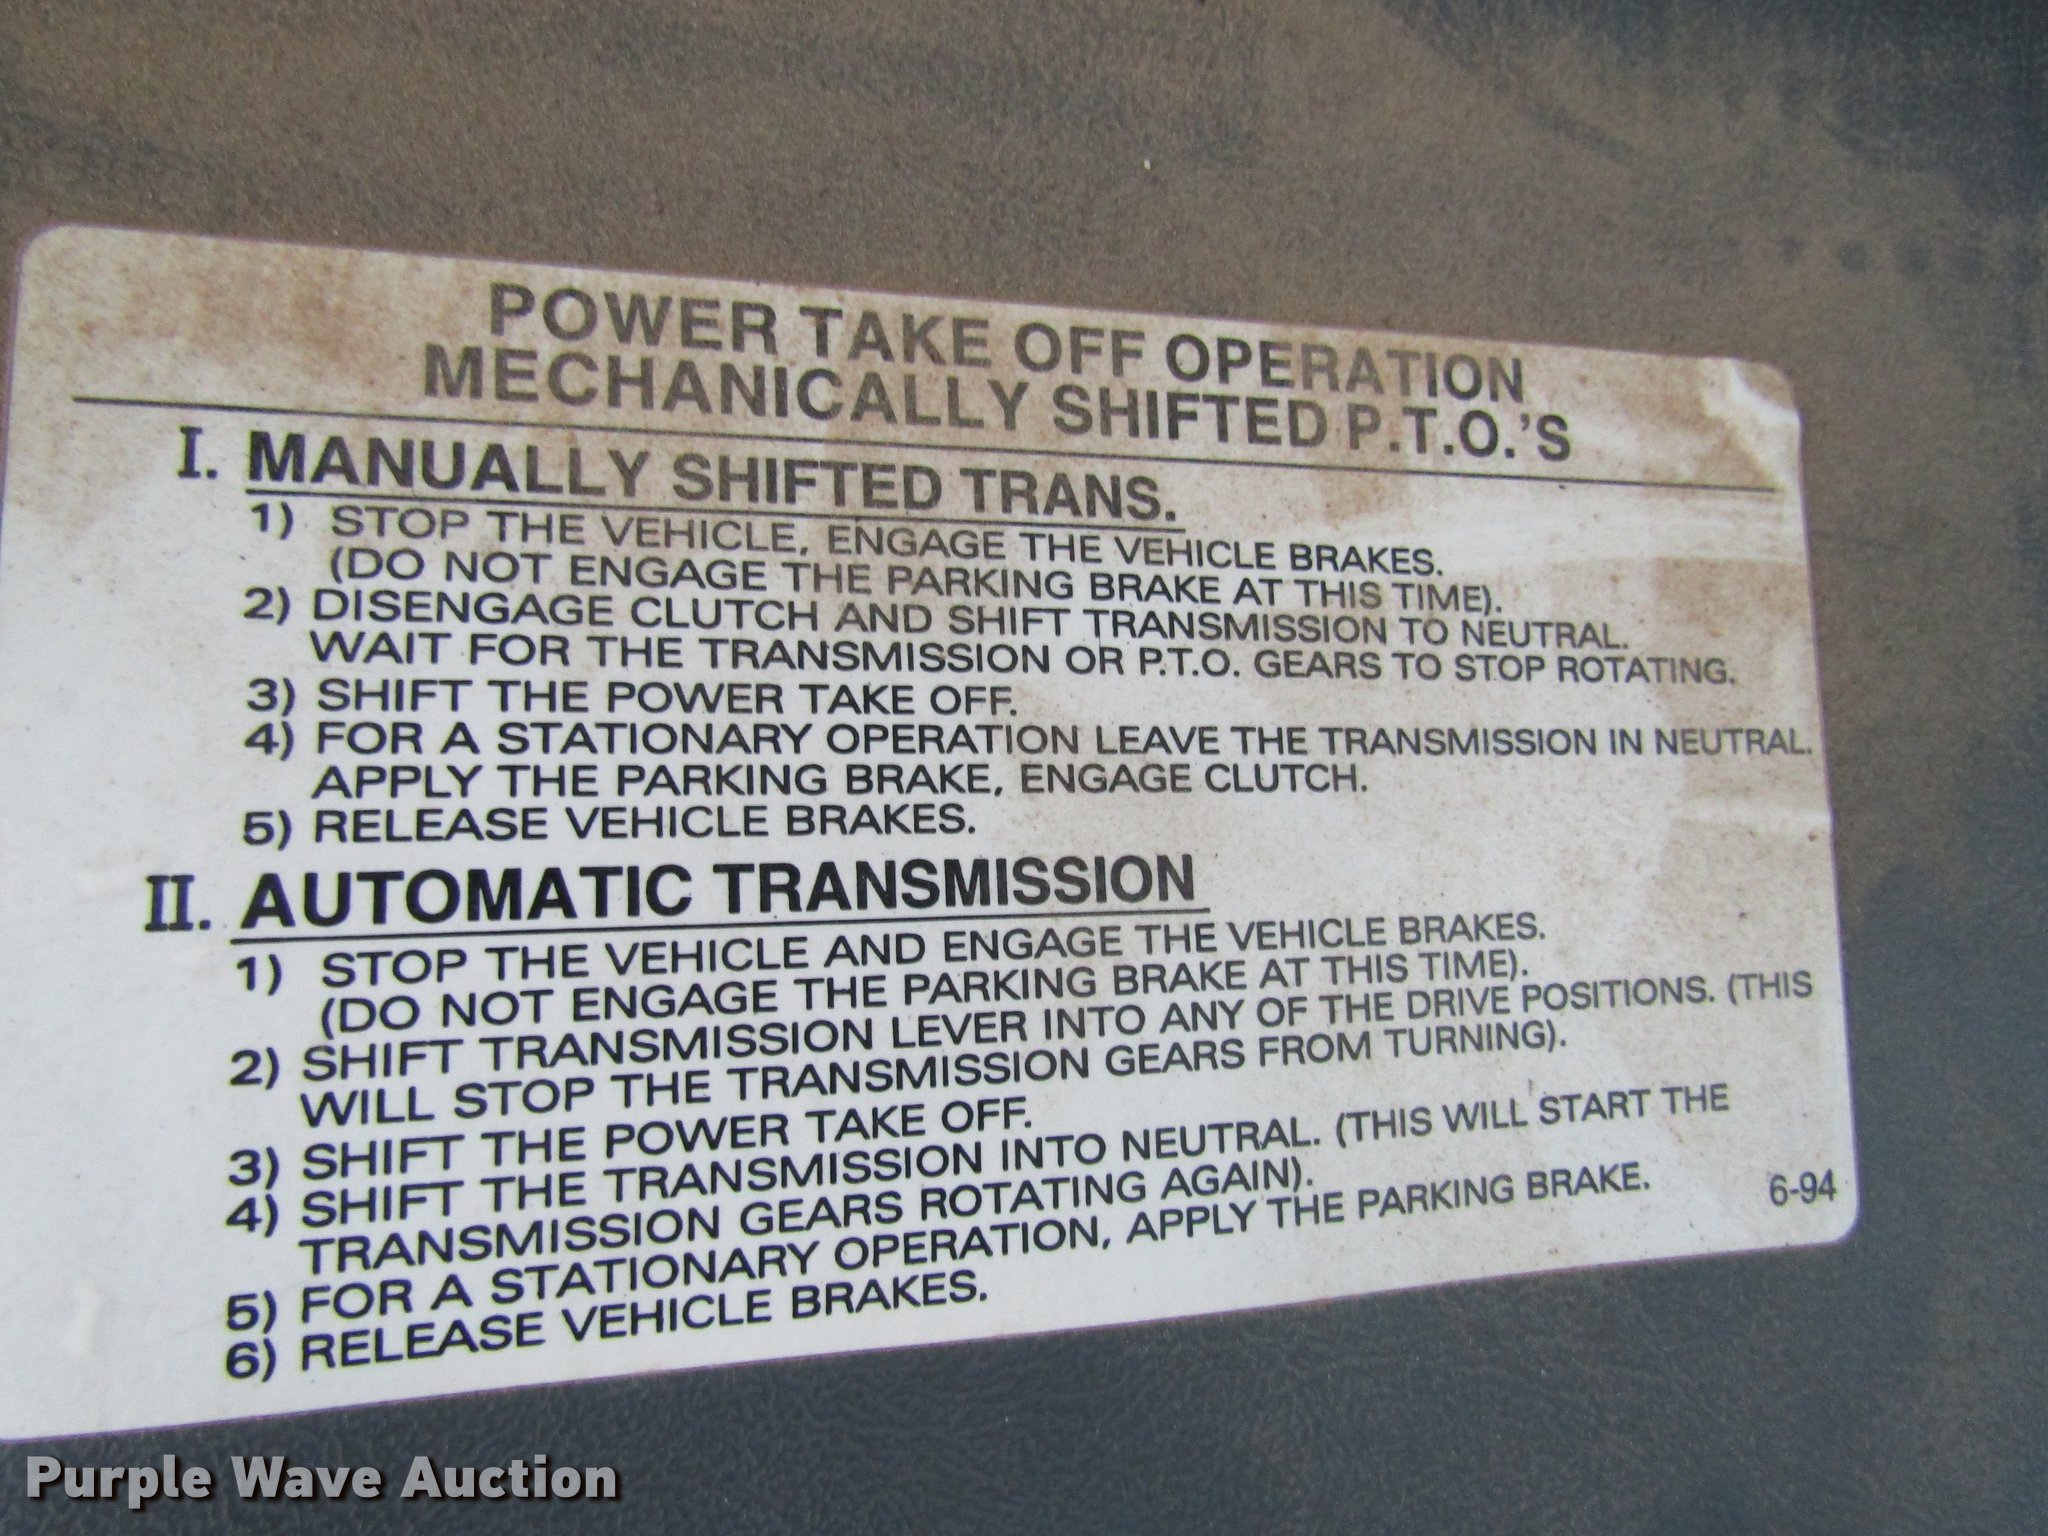 POWER TAKE OFF OPERATION
MECHANICALLY SHIFTED P.T.O.'S
I. MANUALLY SHIFTED TRANS.
1) STOP THE VEHICLE, ENGAGE THE VEHICLE BRAKES.
(DO NOT ENGAGE THE PARKING BRAKE AT THIS TIME).
2) DISENGAGE CLUTCH AND SHIFT TRANSMISSION TO NEUTRAL.
WAIT FOR THE TRANSMISSION OR P.T.O. GEARS TO STOP ROTATING.
3) SHIFT THE POWER TAKE OFF.
4) FOR A STATIONARY OPERATION LEAVE THE TRANSMISSION IN NEUTRAL.
APPLY THE PARKING BRAKE, ENGAGE CLUTCH.
5) RELEASE VEHICLE BRAKES.
II. AUTOMATIC TRANSMISSION
1) STOP THE VEHICLE AND ENGAGE THE VEHICLE BRAKES.
(DO NOT ENGAGE THE PARKING BRAKE AT THIS TIME).
2) SHIFT TRANSMISSION LEVER INTO ANY OF THE DRIVE POSITIONS. (THIS
WILL STOP THE TRANSMISSION GEARS FROM TURNING).
3) SHIFT THE POWER TAKE OFF.
4) SHIFT THE TRANSMISSION INTO NEUTRAL. (THIS WILL START THE
TRANSMISSION GEARS ROTATING AGAIN).
5) FOR A STATIONARY OPERATION, APPLY THE PARKING BRAKE.
6) RELEASE VEHICLE BRAKES.
6-94
Purple Wave Auction